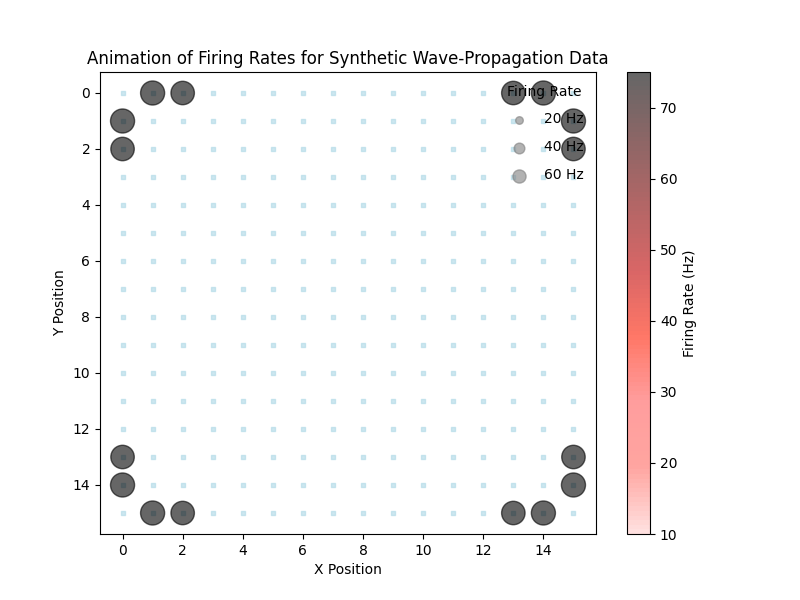 Animation of Firing Rates for Synthetic Wave-Propagation Data
Firing Rate
20 Hz
40 Hz
60 Hz
0
2
4
6
8
10
12
14
Y Position
0
2
4
6
8
10
12
14
X Position
70
60
50
40
30
20
10
Firing Rate (Hz)